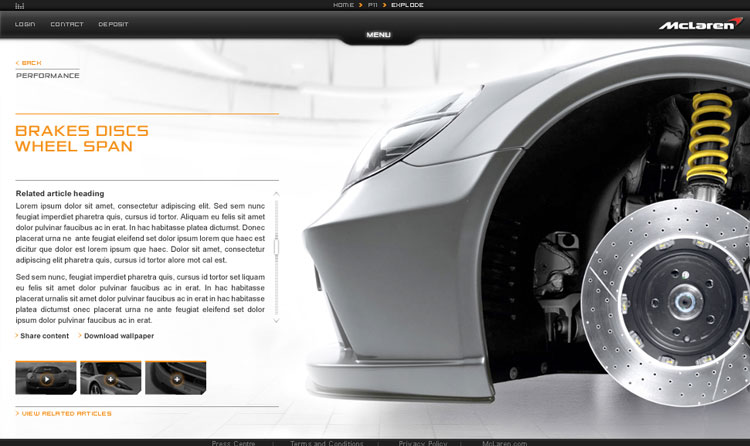 HOME > P11 > EXPLODE
LOGIN CONTACT DEPOSIT
McLaren
MENU
< BACK
PERFORMANCE
BRAKES DISCS
WHEEL SPAN
Related article heading
Lorem ipsum dolor sit amet, consectetur adipiscing elit. Sed sem nunc
feugiat imperdiet pharetra quis, cursus id tortor. Aliquam eu felis sit amet
dolor pulvinar faucibus ac in erat. In hac habitasse platea dictumst. Donec
placerat urna ne ante feugiat eleifend set dolor ipsum lorem que haec est
dicitur que dolor est lorem ipsum que haec. Dolor sit amet, consectetur
adipiscing elit pharetra quis, cursus id tortor alore mot cal est.
Sed sem nunc, feugiat imperdiet pharetra quis, cursus id tortor set liquam
eu felis sit amet dolor pulvinar faucibus ac in erat. In hac habitasse
placerat urnalis sit amet dolor pulvinar faucibus ac in erat in hac habitasse
platea dictumst onec placerat urna ne ante feugiat eleifend set dolor
ipsum dolor pulvinar faucibus ac in erat.
> Share content > Download wallpaper
> VIEW RELATED ARTICLES
Press Centre | Terms and Conditions | Privacy Policy | McLaren.com